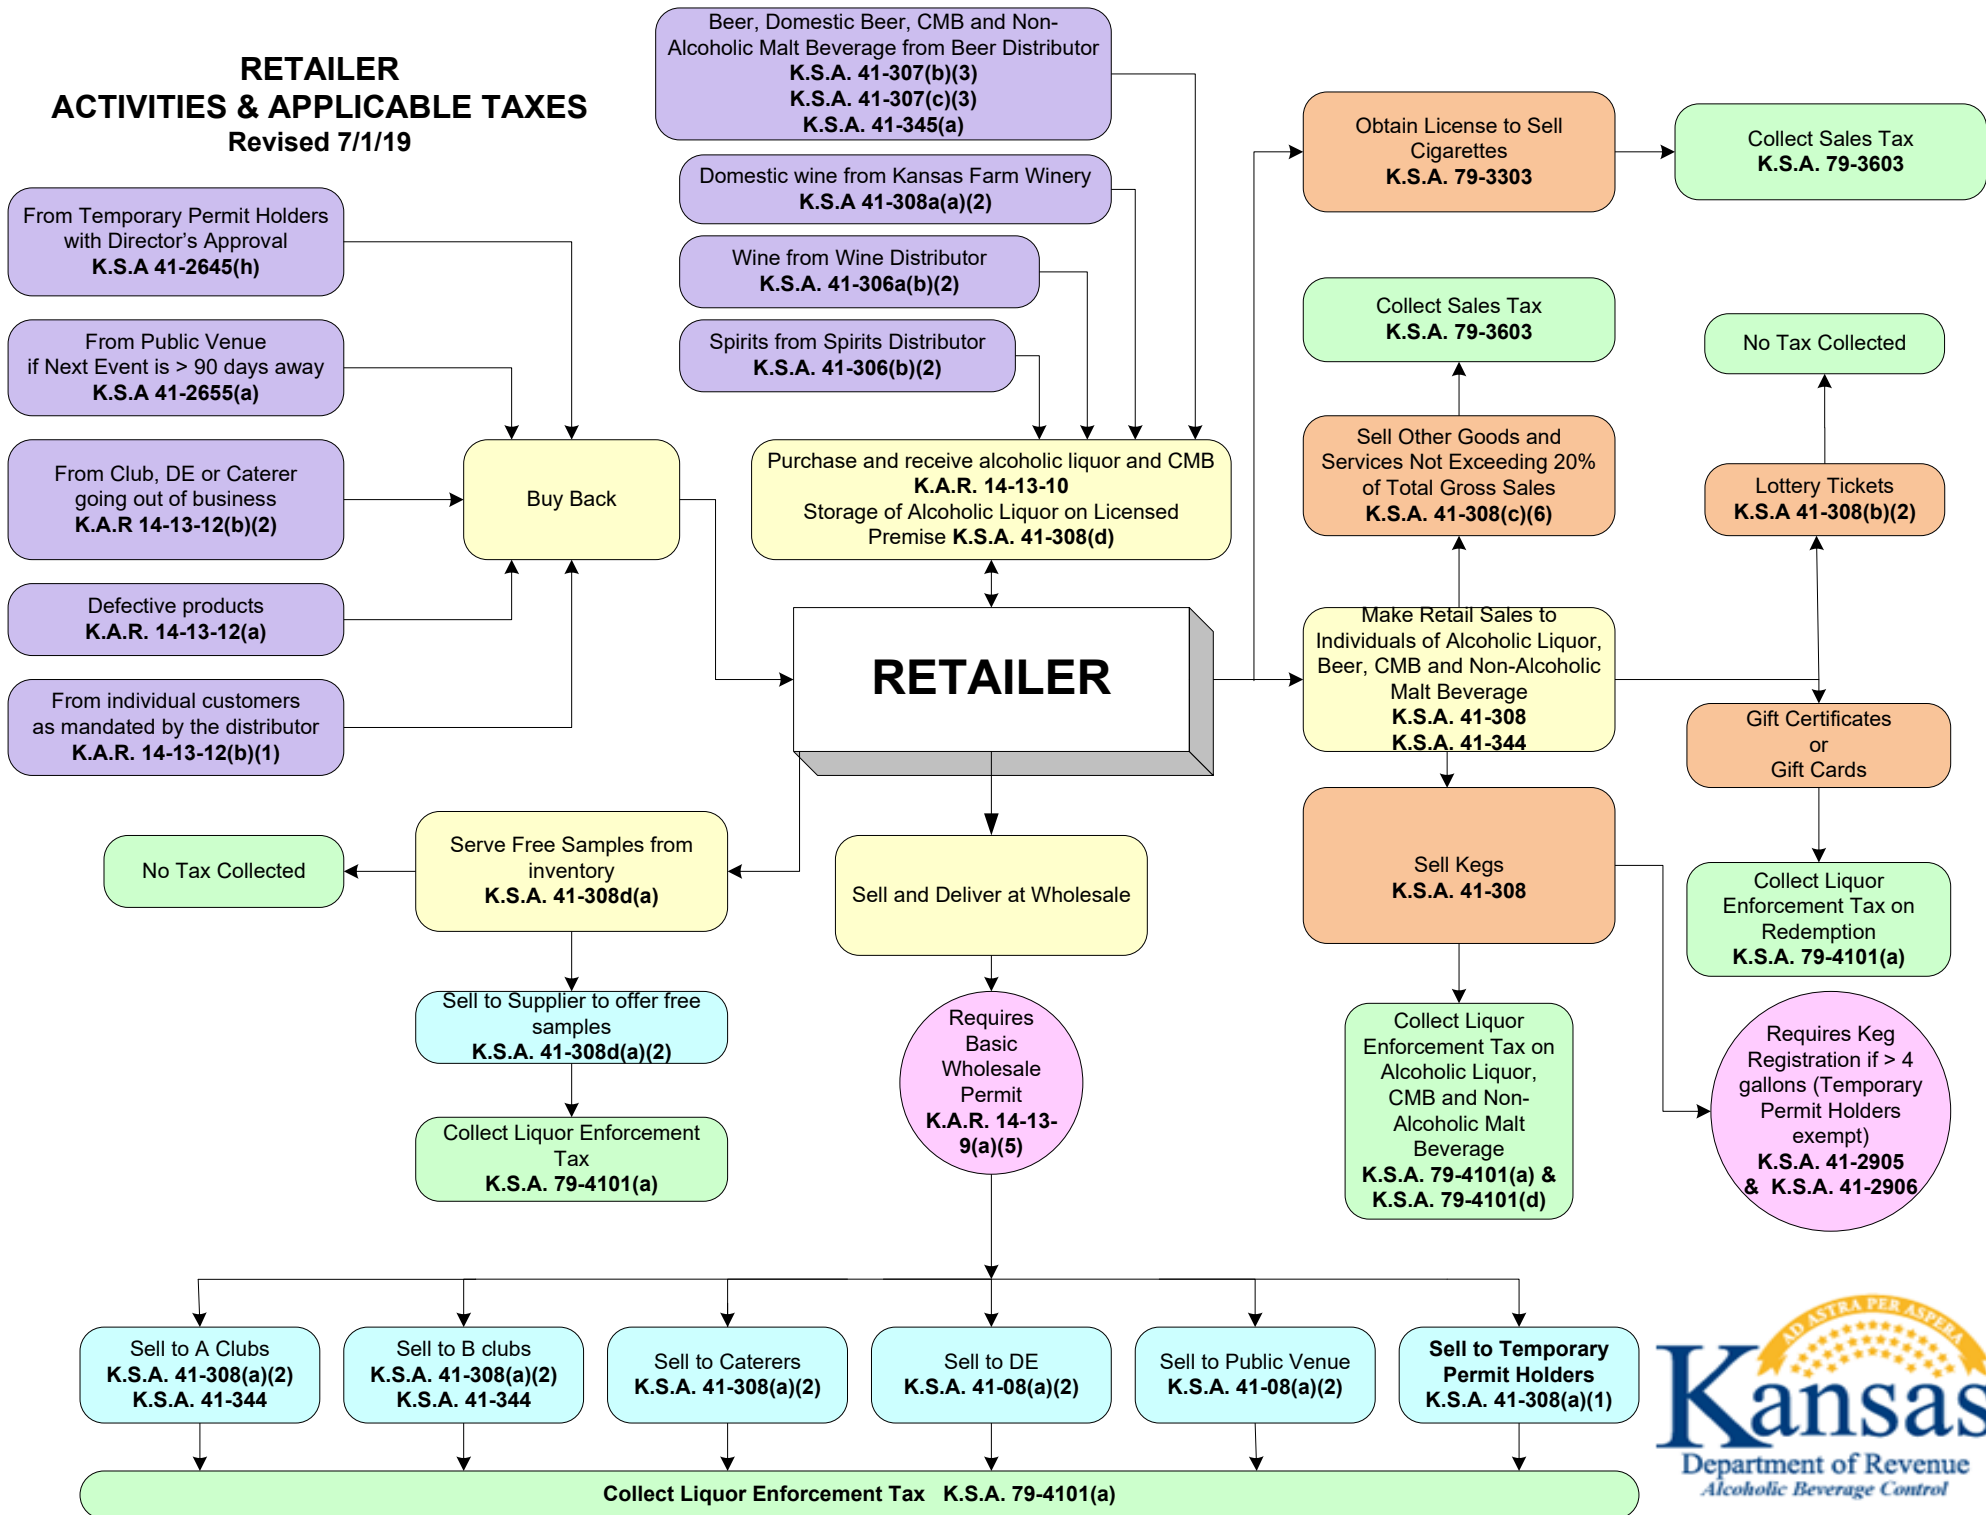 RETAILER
ACTIVITIES & APPLICABLE TAXES
Revised 7/1/19
Beer, Domestic Beer, CMB and Non-
Alcoholic Malt Beverage from Beer Distributor
K.S.A. 41-307(b)(3)
K.S.A. 41-307(c)(3)
K.S.A. 41-345(a)
Domestic wine from Kansas Farm Winery
K.S.A 41-308a(a)(2)
Wine from Wine Distributor
K.S.A. 41-306a(b)(2)
Spirits from Spirits Distributor
K.S.A. 41-306(b)(2)
From Temporary Permit Holders
with Director’s Approval
K.S.A 41-2645(h)
From Public Venue
if Next Event is > 90 days away
K.S.A 41-2655(a)
From Club, DE or Caterer
going out of business
K.A.R 14-13-12(b)(2)
Defective products
K.A.R. 14-13-12(a)
From individual customers
as mandated by the distributor
K.A.R. 14-13-12(b)(1)
Buy Back
Purchase and receive alcoholic liquor and CMB
K.A.R. 14-13-10
Storage of Alcoholic Liquor on Licensed
Premise K.S.A. 41-308(d)
RETAILER
Obtain License to Sell
Cigarettes
K.S.A. 79-3303
Collect Sales Tax
K.S.A. 79-3603
Collect Sales Tax
K.S.A. 79-3603
No Tax Collected
Sell Other Goods and
Services Not Exceeding 20%
of Total Gross Sales
K.S.A. 41-308(c)(6)
Lottery Tickets
K.S.A 41-308(b)(2)
Make Retail Sales to
Individuals of Alcoholic Liquor,
Beer, CMB and Non-Alcoholic
Malt Beverage
K.S.A. 41-308
K.S.A. 41-344
Gift Certificates
or
Gift Cards
Collect Liquor
Enforcement Tax on
Redemption
K.S.A. 79-4101(a)
Sell Kegs
K.S.A. 41-308
Collect Liquor
Enforcement Tax on
Alcoholic Liquor,
CMB and Non-
Alcoholic Malt
Beverage
K.S.A. 79-4101(a) &
K.S.A. 79-4101(d)
Requires Keg
Registration if > 4
gallons (Temporary
Permit Holders
exempt)
K.S.A. 41-2905
& K.S.A. 41-2906
No Tax Collected
Serve Free Samples from
inventory
K.S.A. 41-308d(a)
Sell to Supplier to offer free
samples
K.S.A. 41-308d(a)(2)
Collect Liquor Enforcement
Tax
K.S.A. 79-4101(a)
Sell and Deliver at Wholesale
Requires
Basic
Wholesale
Permit
K.A.R. 14-13-
9(a)(5)
Sell to A Clubs
K.S.A. 41-308(a)(2)
K.S.A. 41-344
Sell to B clubs
K.S.A. 41-308(a)(2)
K.S.A. 41-344
Sell to Caterers
K.S.A. 41-308(a)(2)
Sell to DE
K.S.A. 41-08(a)(2)
Sell to Public Venue
K.S.A. 41-08(a)(2)
Sell to Temporary
Permit Holders
K.S.A. 41-308(a)(1)
Collect Liquor Enforcement Tax K.S.A. 79-4101(a)
AD ASTRA PER ASPERA
Kansas
Department of Revenue
Alcoholic Beverage Control